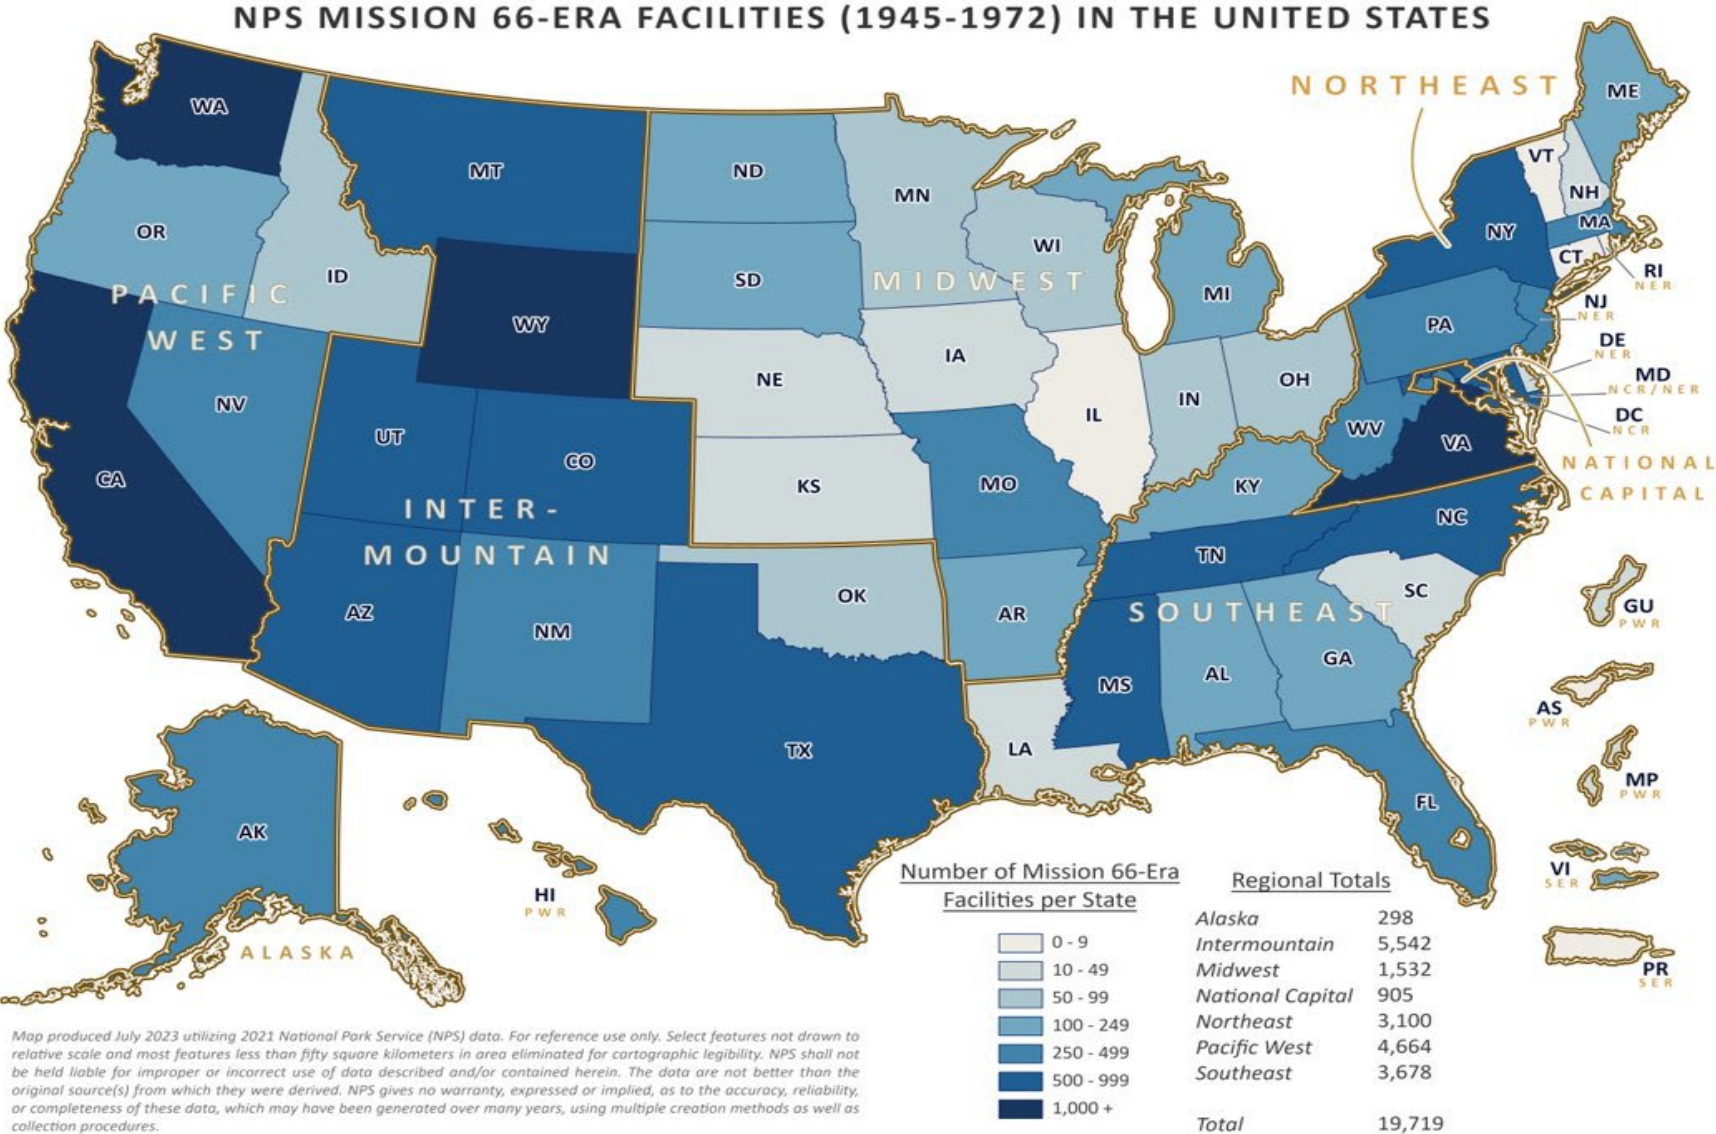 NPS MISSION 66-ERA FACILITIES (1945-1972) IN THE UNITED STATES
NORTHEAST
WA
MT
ND
MN
ME
VT
NH
OR
ID
SD
WI
MI
NY
MA
CT
RI
NER
PACIFIC
WEST
MIDWEST
WY
NE
IA
PA
NJ
NER
DE
NER
MD
NCR/NER
DC
NCR
NV
UT
CO
IL
IN
OH
WV
VA
NATIONAL
CAPITAL
CA
KS
MO
KY
NC
INTER-
MOUNTAIN
AZ
NM
OK
AR
TN
SC
SOUTHEAST
MS
AL
GA
GU
PWR
TX
LA
FL
AS
PWR
MP
PWR
VI
SER
PR
SER
AK
ALASKA
HI
PWR
Number of Mission 66-Era
Facilities per State
0 - 9
10 - 49
50 - 99
100 - 249
250 - 499
500 - 999
1,000 +
Regional Totals
Alaska 298
Intermountain 5,542
Midwest 1,532
National Capital 905
Northeast 3,100
Pacific West 4,664
Southeast 3,678
Total 19,719
Map produced July 2023 utilizing 2021 National Park Service (NPS) data. For reference use only. Select features not drawn to
relative scale and most features less than fifty square kilometers in area eliminated for cartographic legibility. NPS shall not
be held liable for improper or incorrect use of data described and/or contained herein. The data are not better than the
original source(s) from which they were derived. NPS gives no warranty, expressed or implied, as to the accuracy, reliability,
or completeness of these data, which may have been generated over many years, using multiple creation methods as well as
collection procedures.